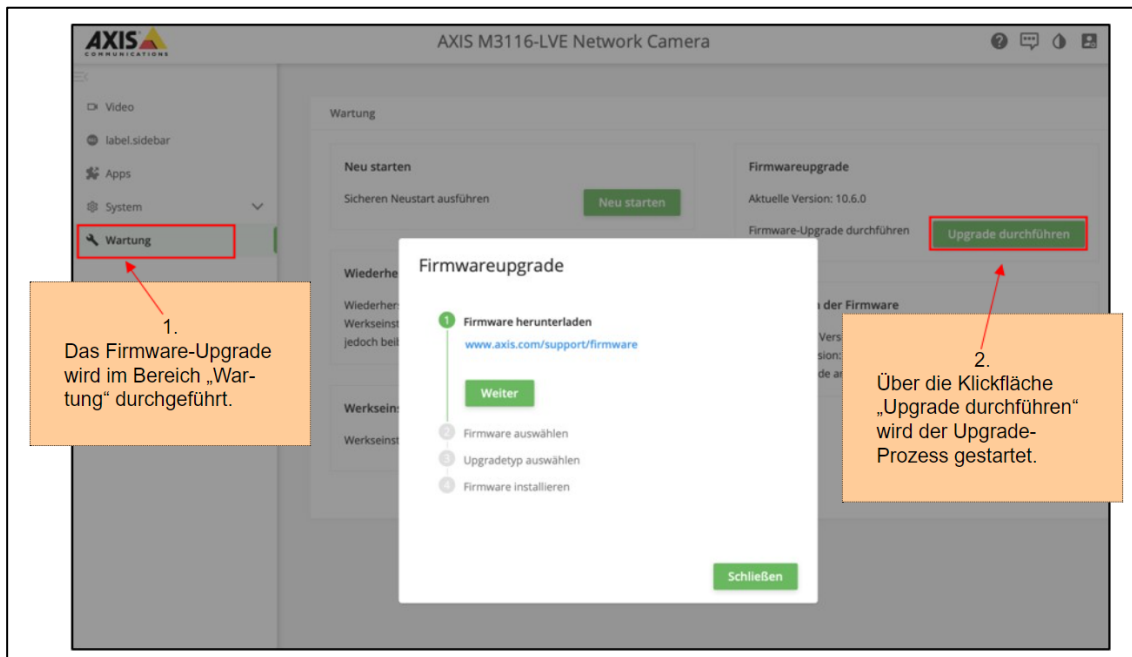 AXIS
COMMUNICATIONS
AXIS M3116-LVE Network Camera
Video
label.sidebar
Apps
System
Wartung
Wartung
Neu starten
Sicheren Neustart ausführen
Neu starten
Firmwareupgrade
Aktuelle Version: 10.6.0
Firmware-Upgrade durchführen
Upgrade durchführen
Wiederhe
Wiederher
Werkseinst
jedoch beil
Werksein
Werkseinst
der Firmware
Vers
sion:
de a
Firmwareupgrade
1 Firmware herunterladen
www.axis.com/support/firmware
Weiter
2 Firmware auswählen
3 Upgradetyp auswählen
4 Firmware installieren
Schließen
1.
Das Firmware-Upgrade
wird im Bereich „War-
tung“ durchgeführt.
2.
Über die Klickfläche
„Upgrade durchführen“
wird der Upgrade-
Prozess gestartet.